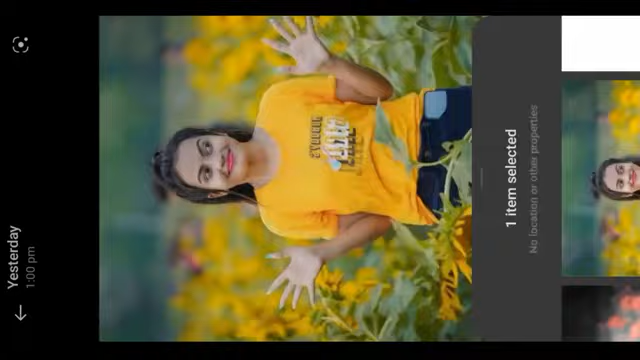 Yesterday
1:00 pm
1 item selected
No location or other properties